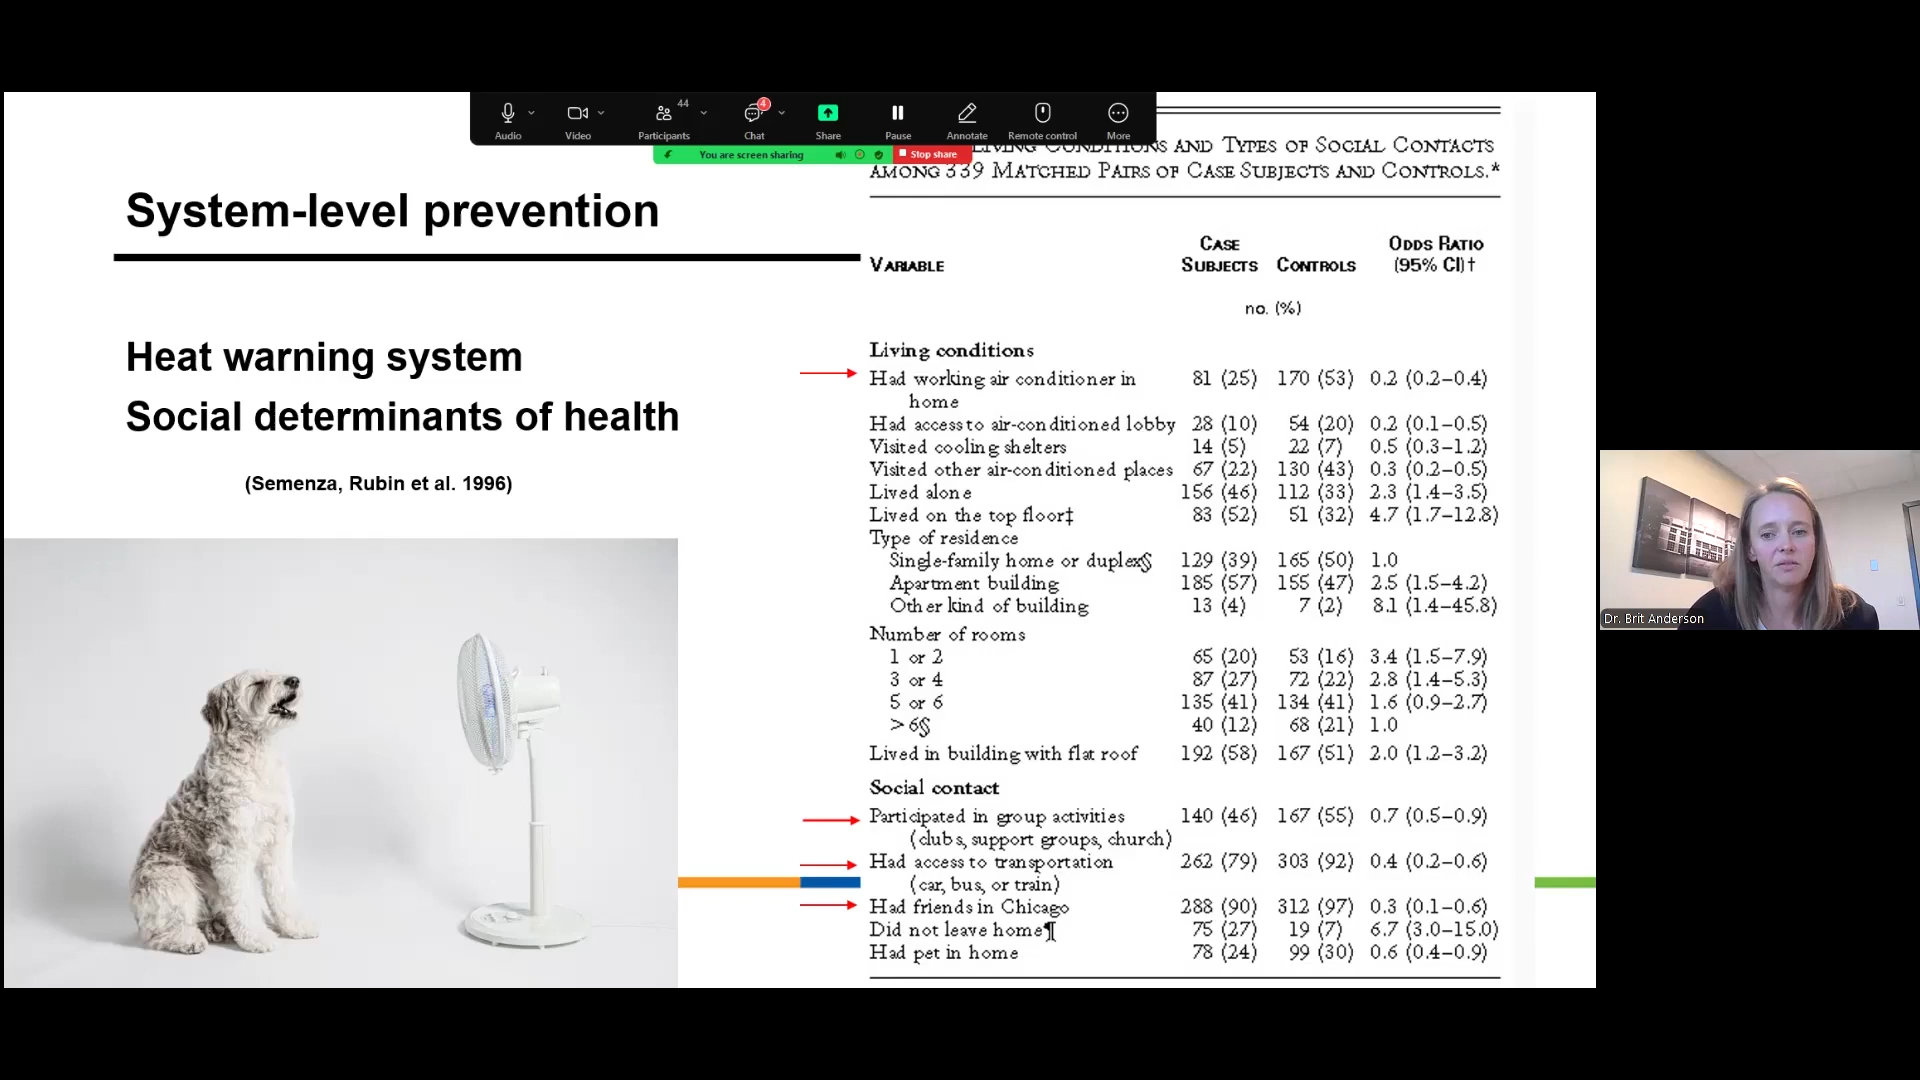 Audio
Video
44
Participants
4
Chat
Share
Pause
Annotate
Remote control
More
You are screen sharing
Stop share
System-level prevention
Heat warning system
Social determinants of health
(Semenza, Rubin et al. 1996)
LIVING CONDITIONS AND TYPES OF SOCIAL CONTACTS
AMONG 339 MATCHED PAIRS OF CASE SUBJECTS AND CONTROLS.*
VARIABLE CASE SUBJECTS CONTROLS ODDS RATIO (95% CI)†
no. (%)
Living conditions
Had working air conditioner in 81 (25) 170 (53) 0.2 (0.2–0.4)
home
Had access to air-conditioned lobby 28 (10) 54 (20) 0.2 (0.1–0.5)
Visited cooling shelters 14 (5) 22 (7) 0.5 (0.3–1.2)
Visited other air-conditioned places 67 (22) 130 (43) 0.3 (0.2–0.5)
Lived alone 156 (46) 112 (33) 2.3 (1.4–3.5)
Lived on the top floor‡ 83 (52) 51 (32) 4.7 (1.7–12.8)
Type of residence
Single-family home or duplex§ 129 (39) 165 (50) 1.0
Apartment building 185 (57) 155 (47) 2.5 (1.5–4.2)
Other kind of building 13 (4) 7 (2) 8.1 (1.4–45.8)
Number of rooms
1 or 2 65 (20) 53 (16) 3.4 (1.5–7.9)
3 or 4 87 (27) 72 (22) 2.8 (1.4–5.3)
5 or 6 135 (41) 134 (41) 1.6 (0.9–2.7)
>6§ 40 (12) 68 (21) 1.0
Lived in building with flat roof 192 (58) 167 (51) 2.0 (1.2–3.2)
Social contact
Participated in group activities 140 (46) 167 (55) 0.7 (0.5–0.9)
(clubs, support groups, church)
Had access to transportation 262 (79) 303 (92) 0.4 (0.2–0.6)
(car, bus, or train)
Had friends in Chicago 288 (90) 312 (97) 0.3 (0.1–0.6)
Did not leave home¶ 75 (27) 19 (7) 6.7 (3.0–15.0)
Had pet in home 78 (24) 99 (30) 0.6 (0.4–0.9)
Dr. Brit Anderson